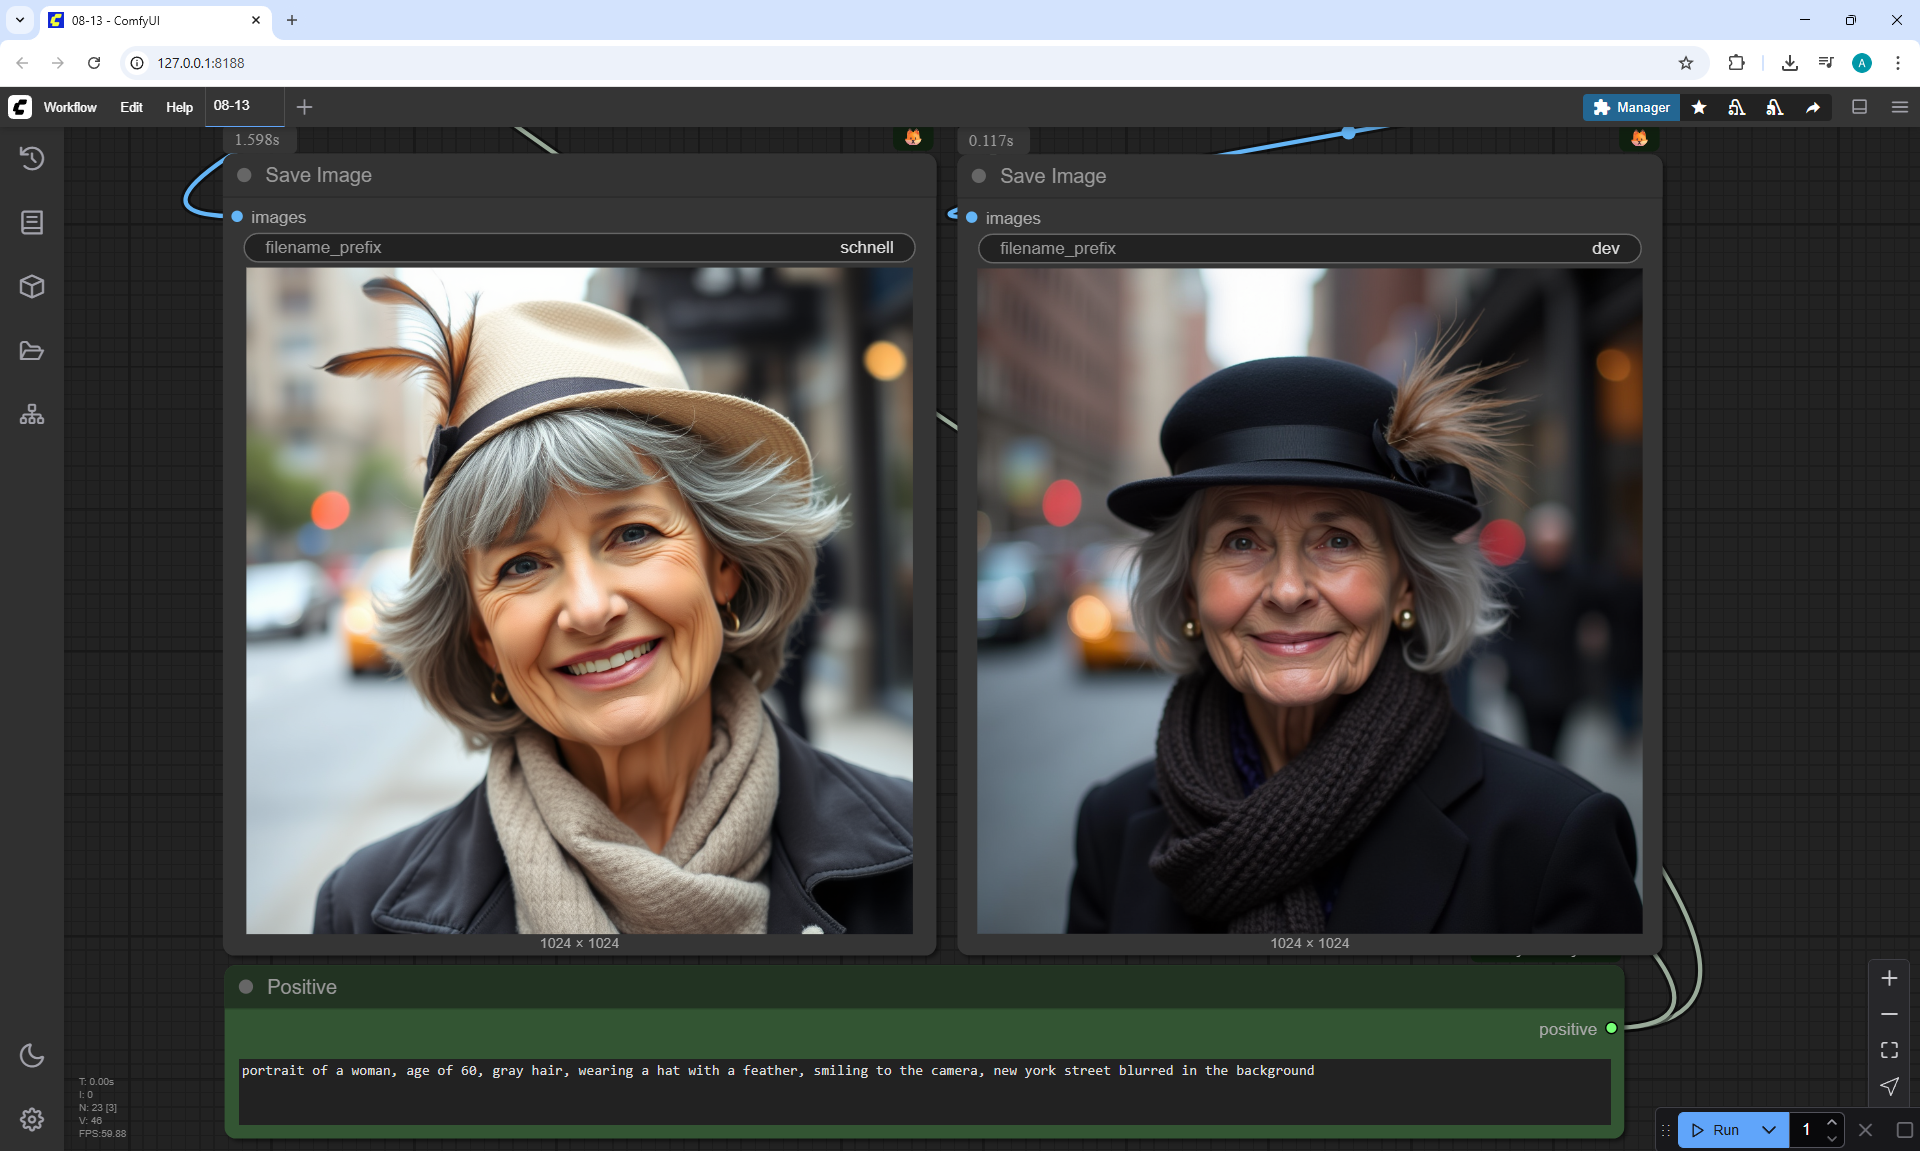 08-13 - ComfyUI
127.0.0.1:8188
Workflow Edit Help 08-13
Manager
1.598s
0.117s
Save Image
Save Image
images
images
filename_prefix schnell
filename_prefix dev
1024 × 1024
1024 × 1024
Positive
positive
portrait of a woman, age of 60, gray hair, wearing a hat with a feather, smiling to the camera, new york street blurred in the background
T: 0.00s
I: 0
N: 23 [3]
V: 46
FPS:59.88
Run 1
A